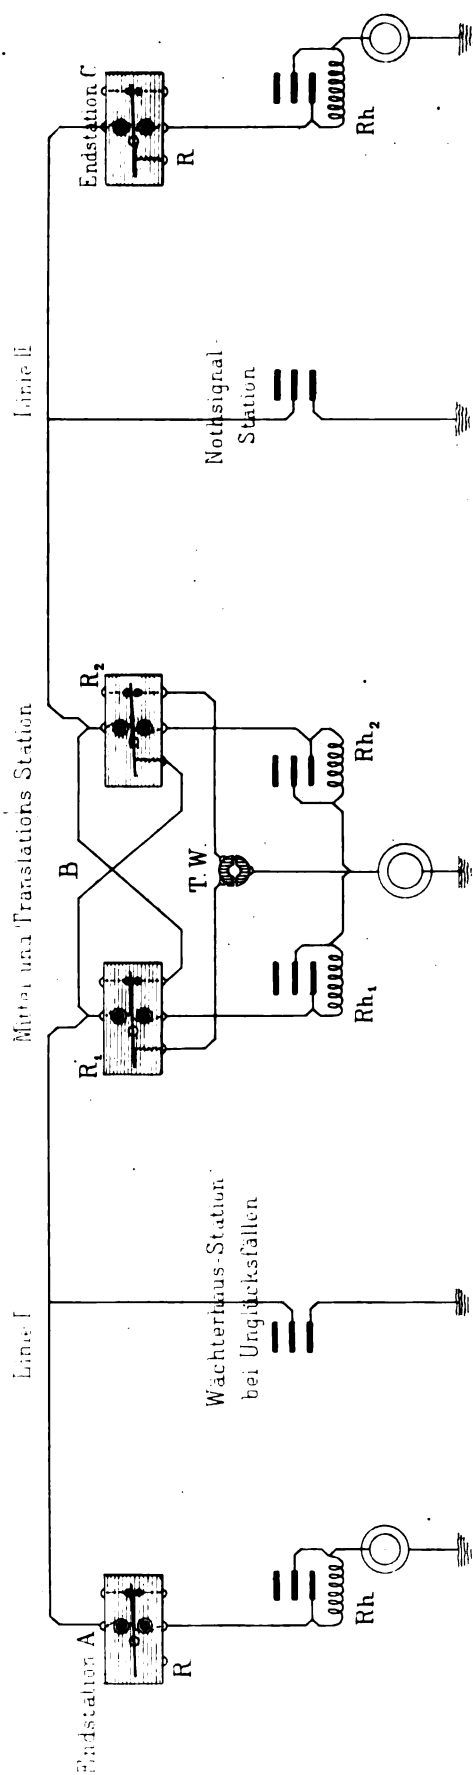 Endstation A
R
Rh
Linie I
Wächterhaus-Station
bei Unglücksfällen
Mittel und Translations Station
R₁
B
R₂
T.W.
Rh₁
Rh₂
Linie II
Nothsignal-
Station
Endstation C
R
Rh